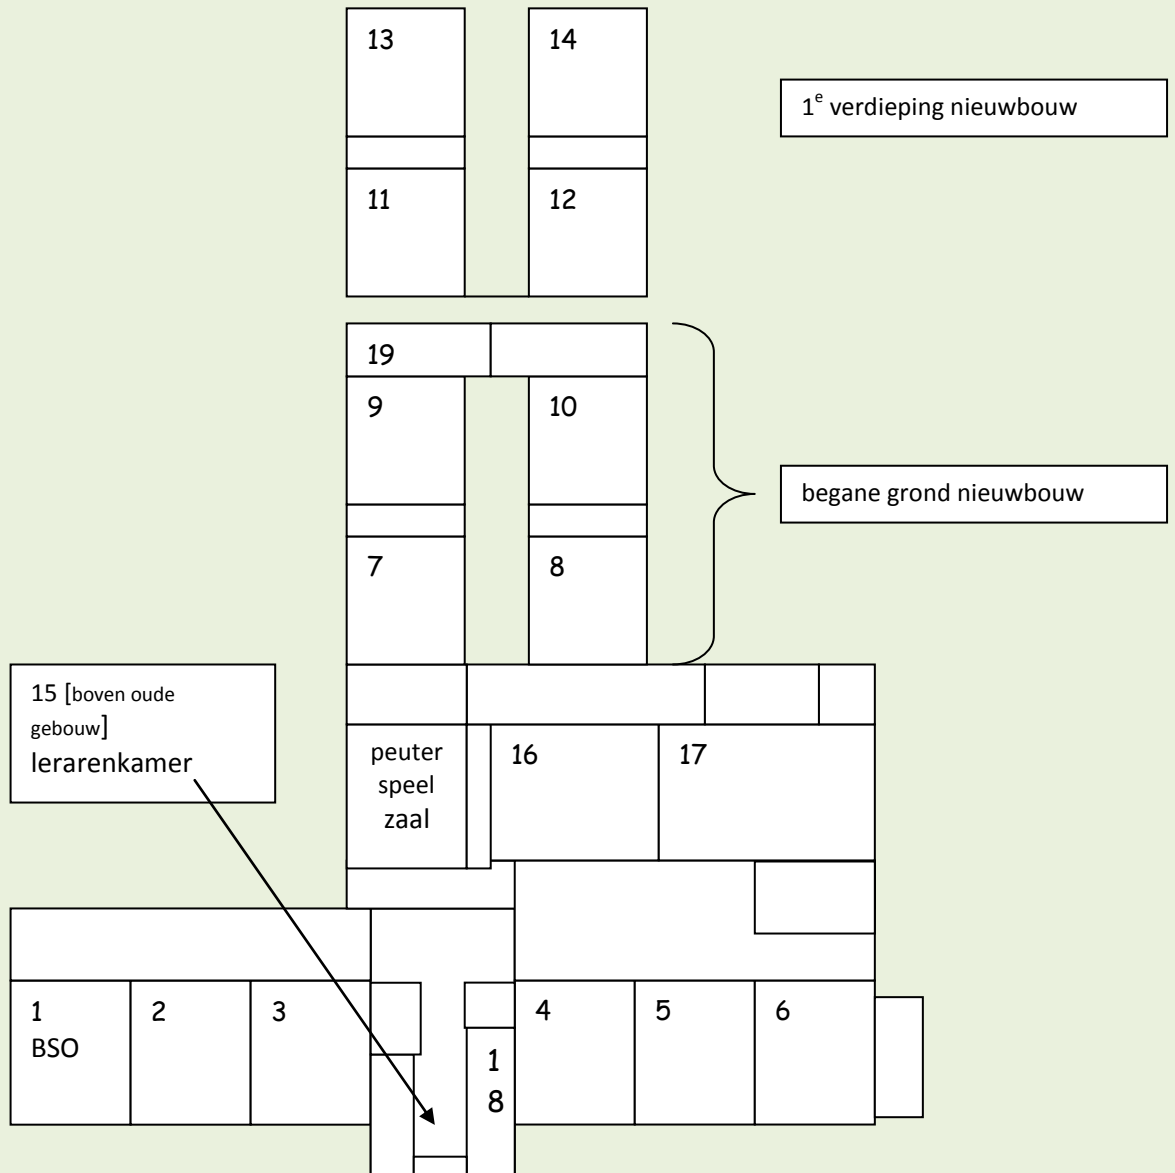 13
14
1e verdieping nieuwbouw
11
12
19
9
10
begane grond nieuwbouw
7
8
15 [boven oude
gebouw]
lerarenkamer
peuter
speel
zaal
16
17
1
BSO
2
3
1
8
4
5
6